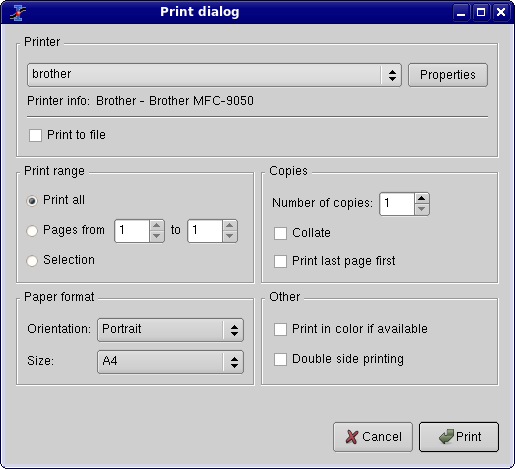 Print dialog
Printer
brother
Properties
Printer info: Brother - Brother MFC-9050
Print to file
Print range
Print all
Pages from 1 to 1
Selection
Copies
Number of copies: 1
Collate
Print last page first
Paper format
Orientation: Portrait
Size: A4
Other
Print in color if available
Double side printing
Cancel
Print